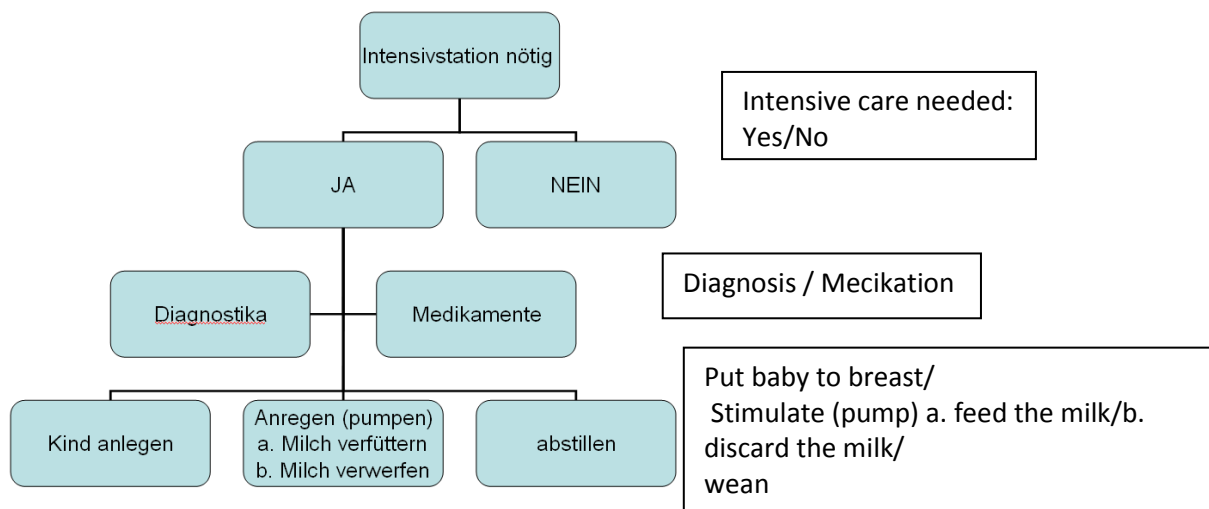 Intensivstation nötig
Intensive care needed:
Yes/No
JA
NEIN
Diagnostika
Medikamente
Diagnosis / Mecikation
Kind anlegen
Anregen (pumpen)
a. Milch verfüttern
b. Milch verwerfen
abstillen
Put baby to breast/
Stimulate (pump) a. feed the milk/b.
discard the milk/
wean